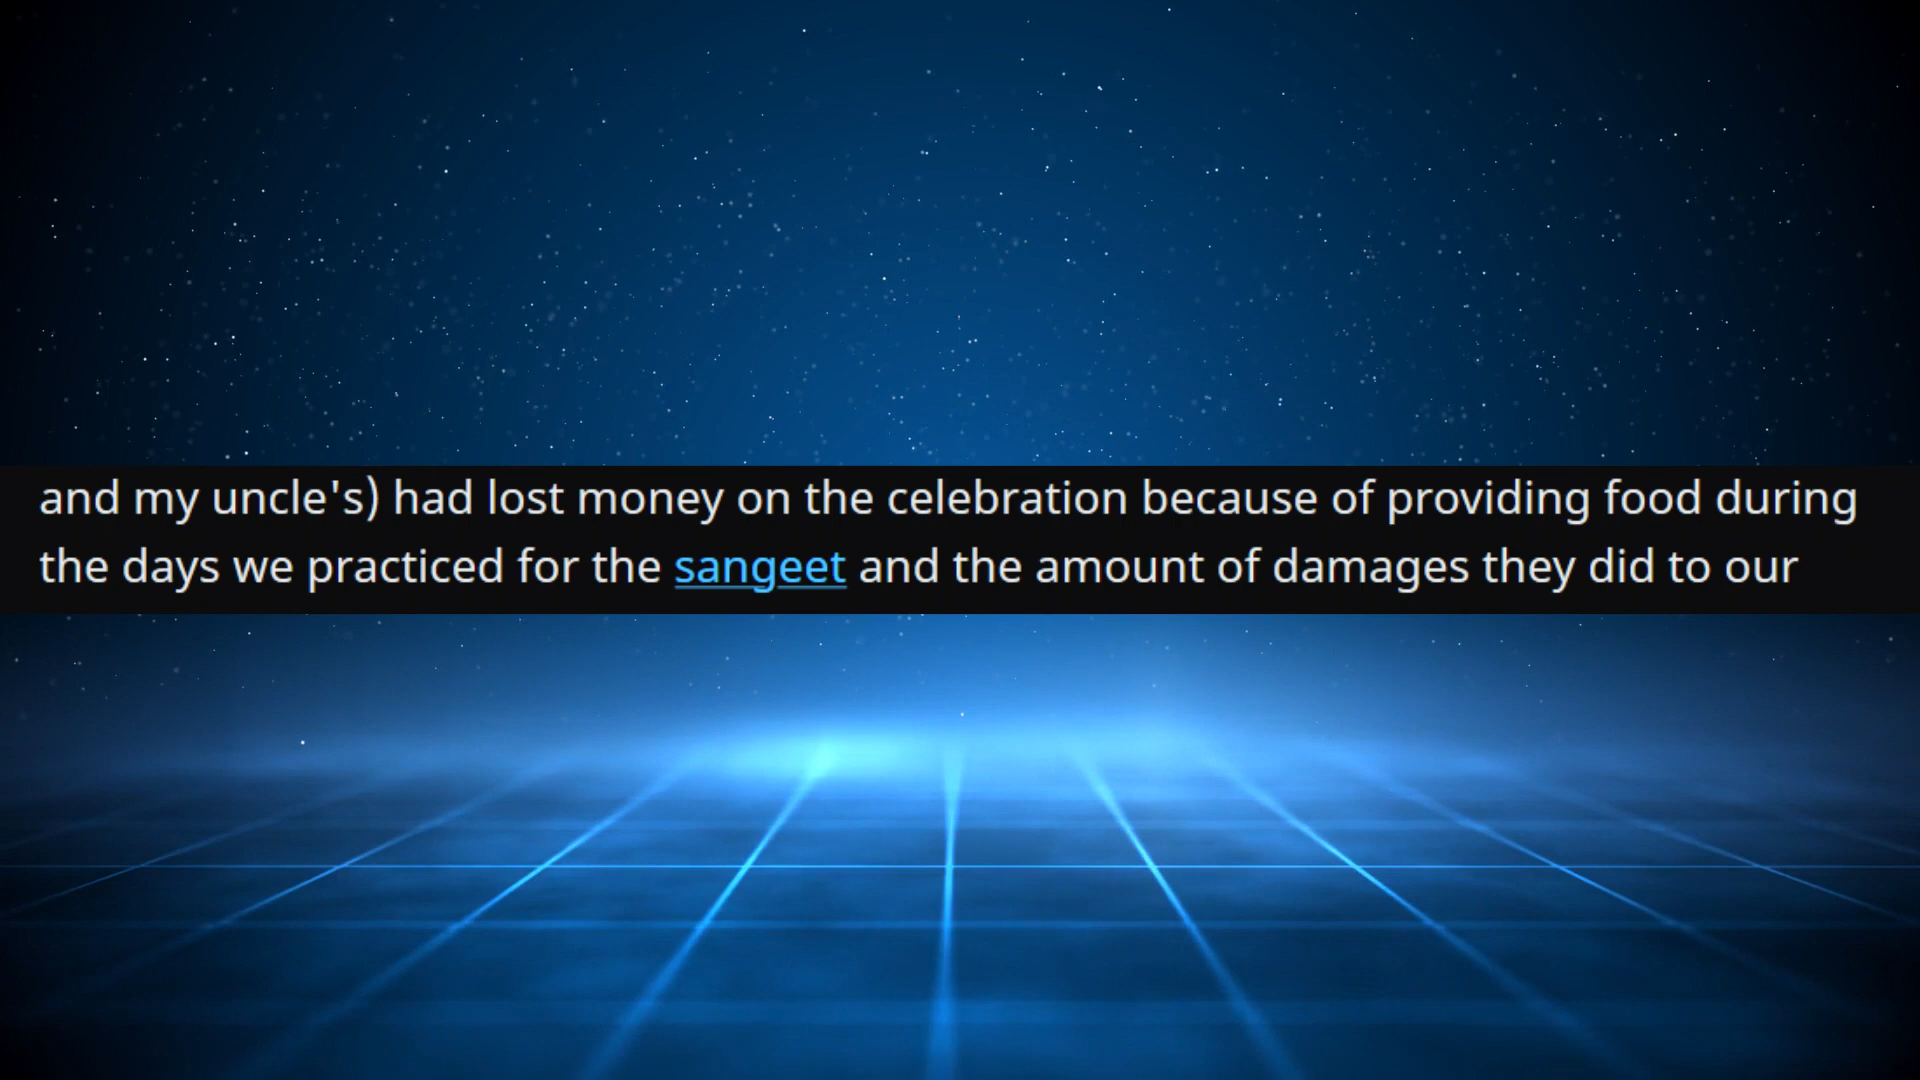 and my uncle's) had lost money on the celebration because of providing food during
the days we practiced for the sangeet and the amount of damages they did to our